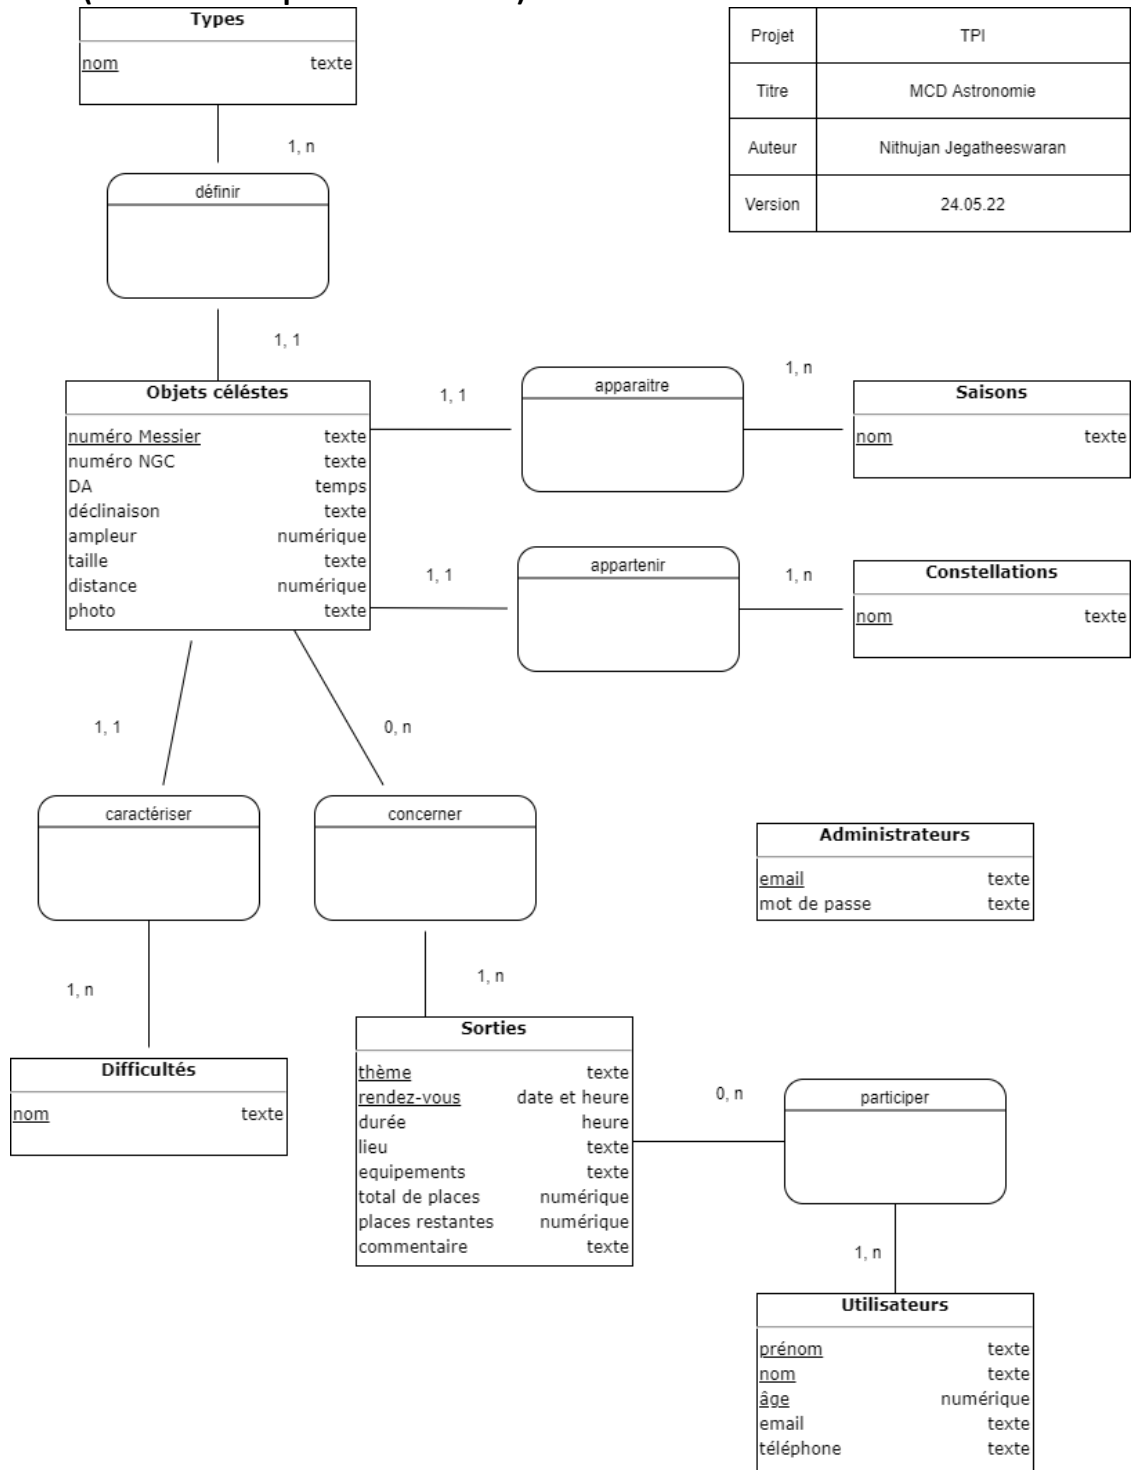 Types
nom texte
1, n
définir
1, 1
Projet TPI
Titre MCD Astronomie
Auteur Nithujan Jegatheeswaran
Version 24.05.22
Objets céléstes
numéro Messier texte
numéro NGC texte
DA temps
déclinaison texte
ampleur numérique
taille texte
distance numérique
photo texte
1, 1
apparaitre
1, n
Saisons
nom texte
1, 1
appartenir
1, n
Constellations
nom texte
1, 1
0, n
caractériser
concerner
1, n
1, n
Administrateurs
email texte
mot de passe texte
Difficultés
nom texte
Sorties
thème texte
rendez-vous date et heure
durée heure
lieu texte
equipements texte
total de places numérique
places restantes numérique
commentaire texte
0, n
participer
1, n
Utilisateurs
prénom texte
nom texte
âge numérique
email texte
téléphone texte